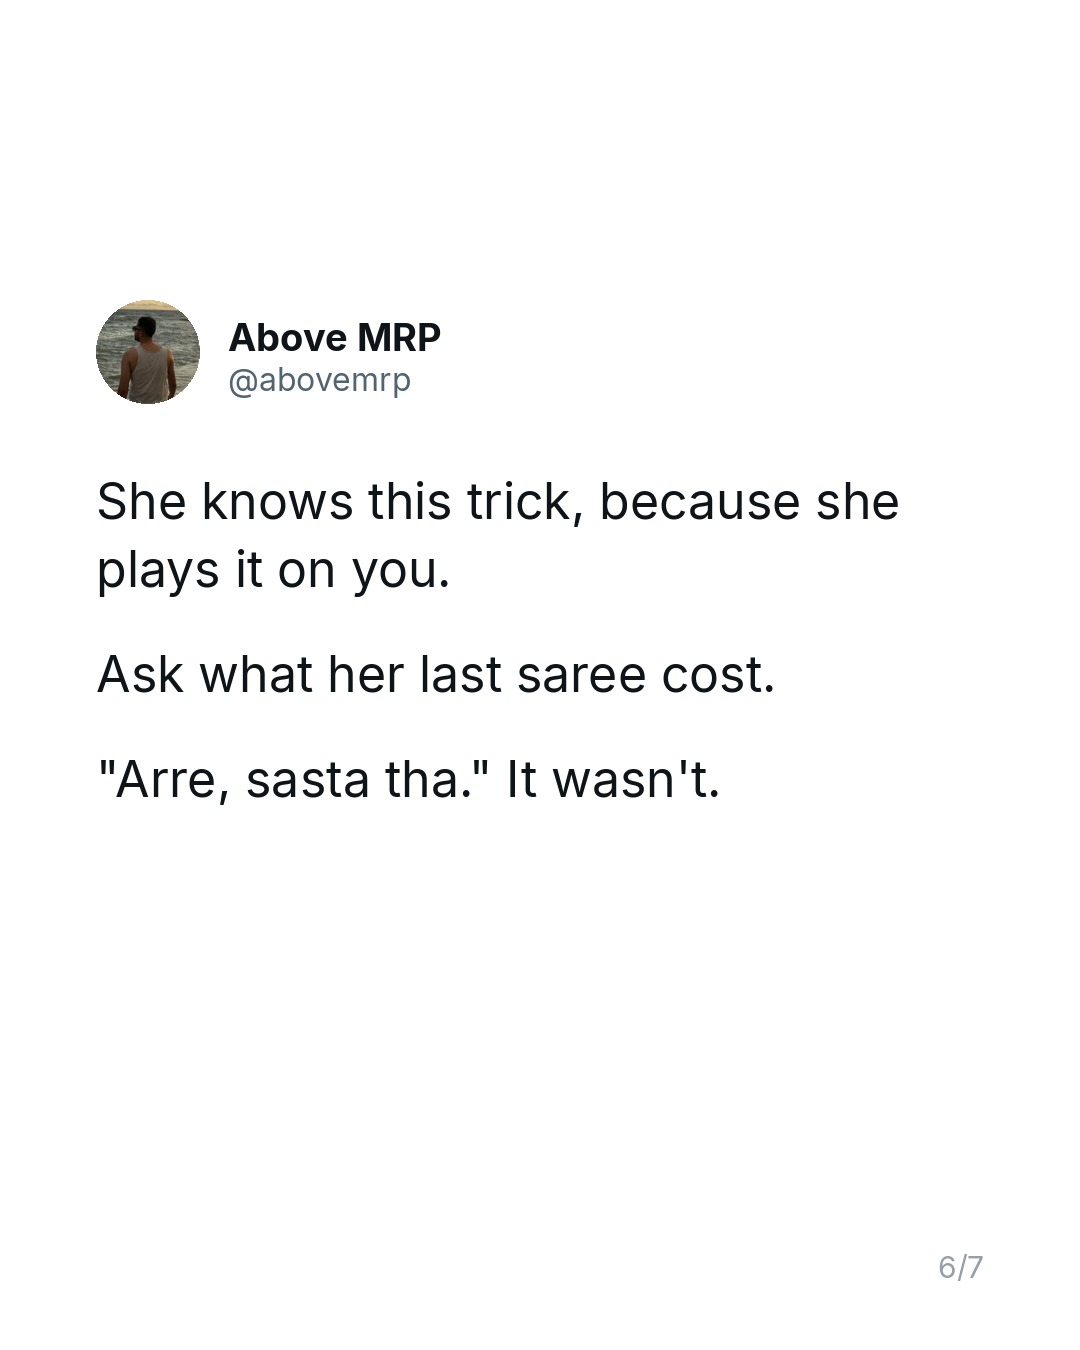 Above MRP
@abovemrp
She knows this trick, because she
plays it on you.
Ask what her last saree cost.
"Arre, sasta tha." It wasn't.
6/7